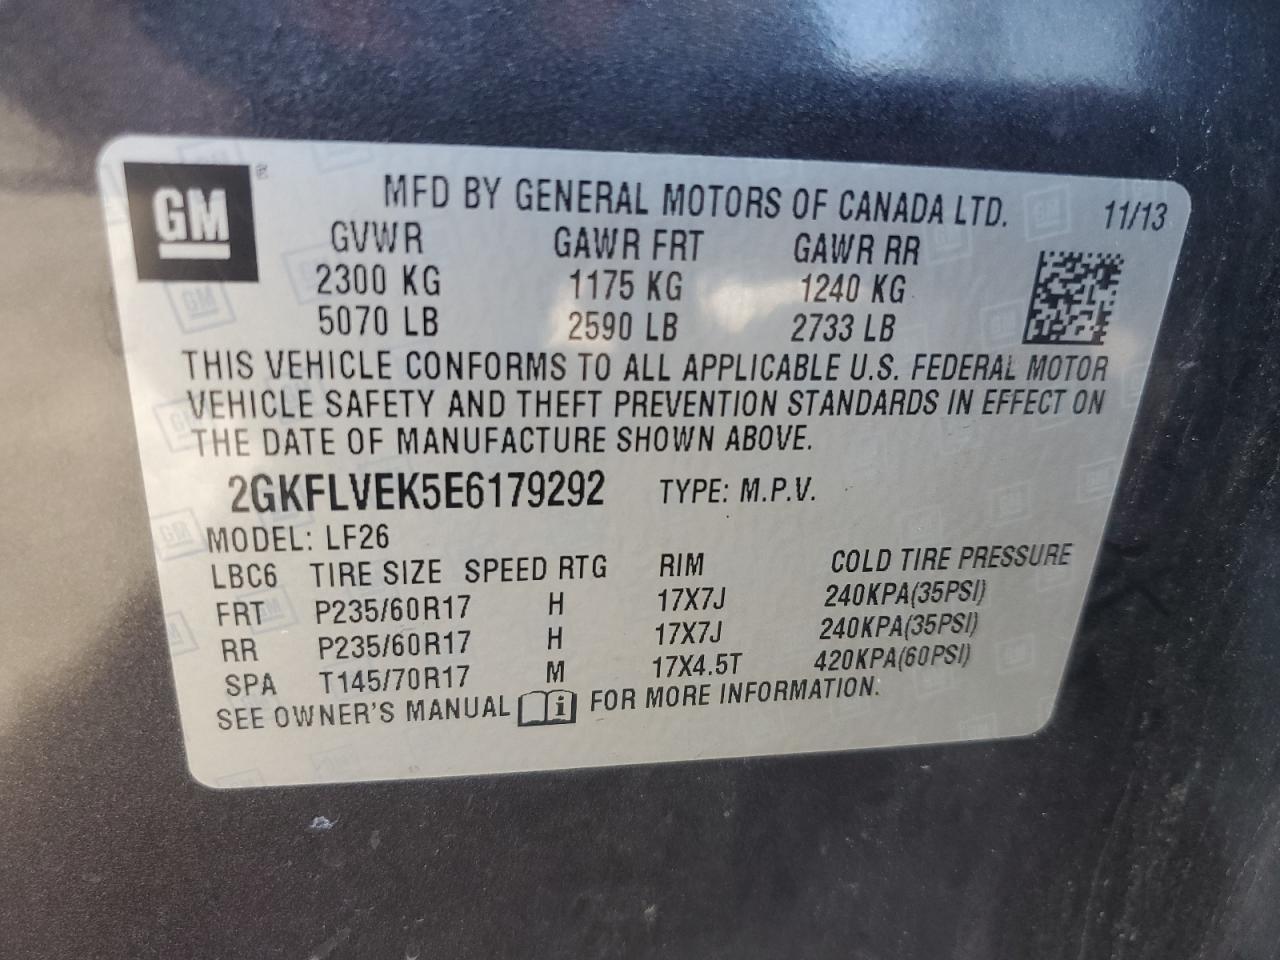 GM
MFD BY GENERAL MOTORS OF CANADA LTD. 11/13
GVWR GAWR FRT GAWR RR
2300 KG 1175 KG 1240 KG
5070 LB 2590 LB 2733 LB
THIS VEHICLE CONFORMS TO ALL APPLICABLE U.S. FEDERAL MOTOR
VEHICLE SAFETY AND THEFT PREVENTION STANDARDS IN EFFECT ON
THE DATE OF MANUFACTURE SHOWN ABOVE.
2GKFLVEK5E6179292 TYPE: M.P.V.
MODEL: LF26
LBC6 TIRE SIZE SPEED RTG RIM COLD TIRE PRESSURE
FRT P235/60R17 H 17X7J 240KPA(35PSI)
RR P235/60R17 H 17X7J 240KPA(35PSI)
SPA T145/70R17 M 17X4.5T 420KPA(60PSI)
SEE OWNER'S MANUAL i FOR MORE INFORMATION.